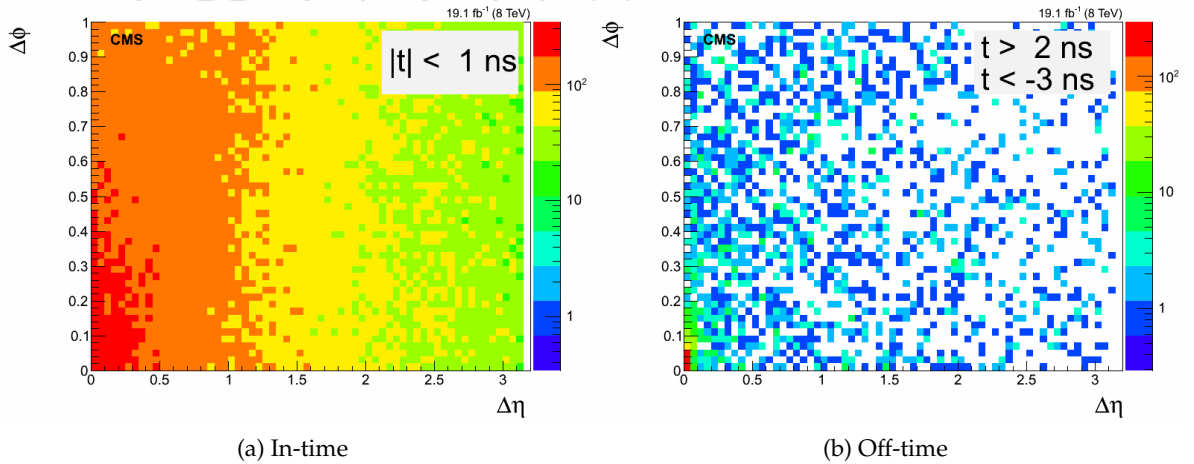 19.1 fb⁻¹ (8 TeV)
Δϕ
CMS
|t| < 1 ns
1
0.9
0.8
0.7
0.6
0.5
0.4
0.3
0.2
0.1
0
0 0.5 1 1.5 2 2.5 3
Δη
10²
10
1
(a) In-time
19.1 fb⁻¹ (8 TeV)
Δϕ
CMS
t > 2 ns
t < -3 ns
1
0.9
0.8
0.7
0.6
0.5
0.4
0.3
0.2
0.1
0
0 0.5 1 1.5 2 2.5 3
Δη
10²
10
1
(b) Off-time